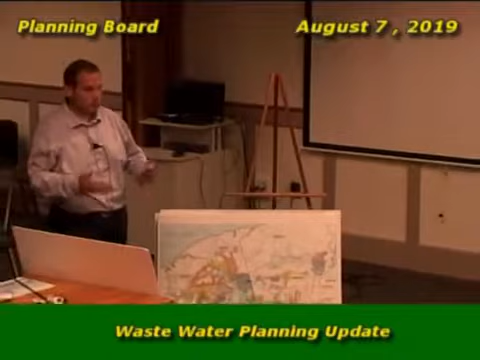 Planning Board
August 7 , 2019
Waste Water Planning Update